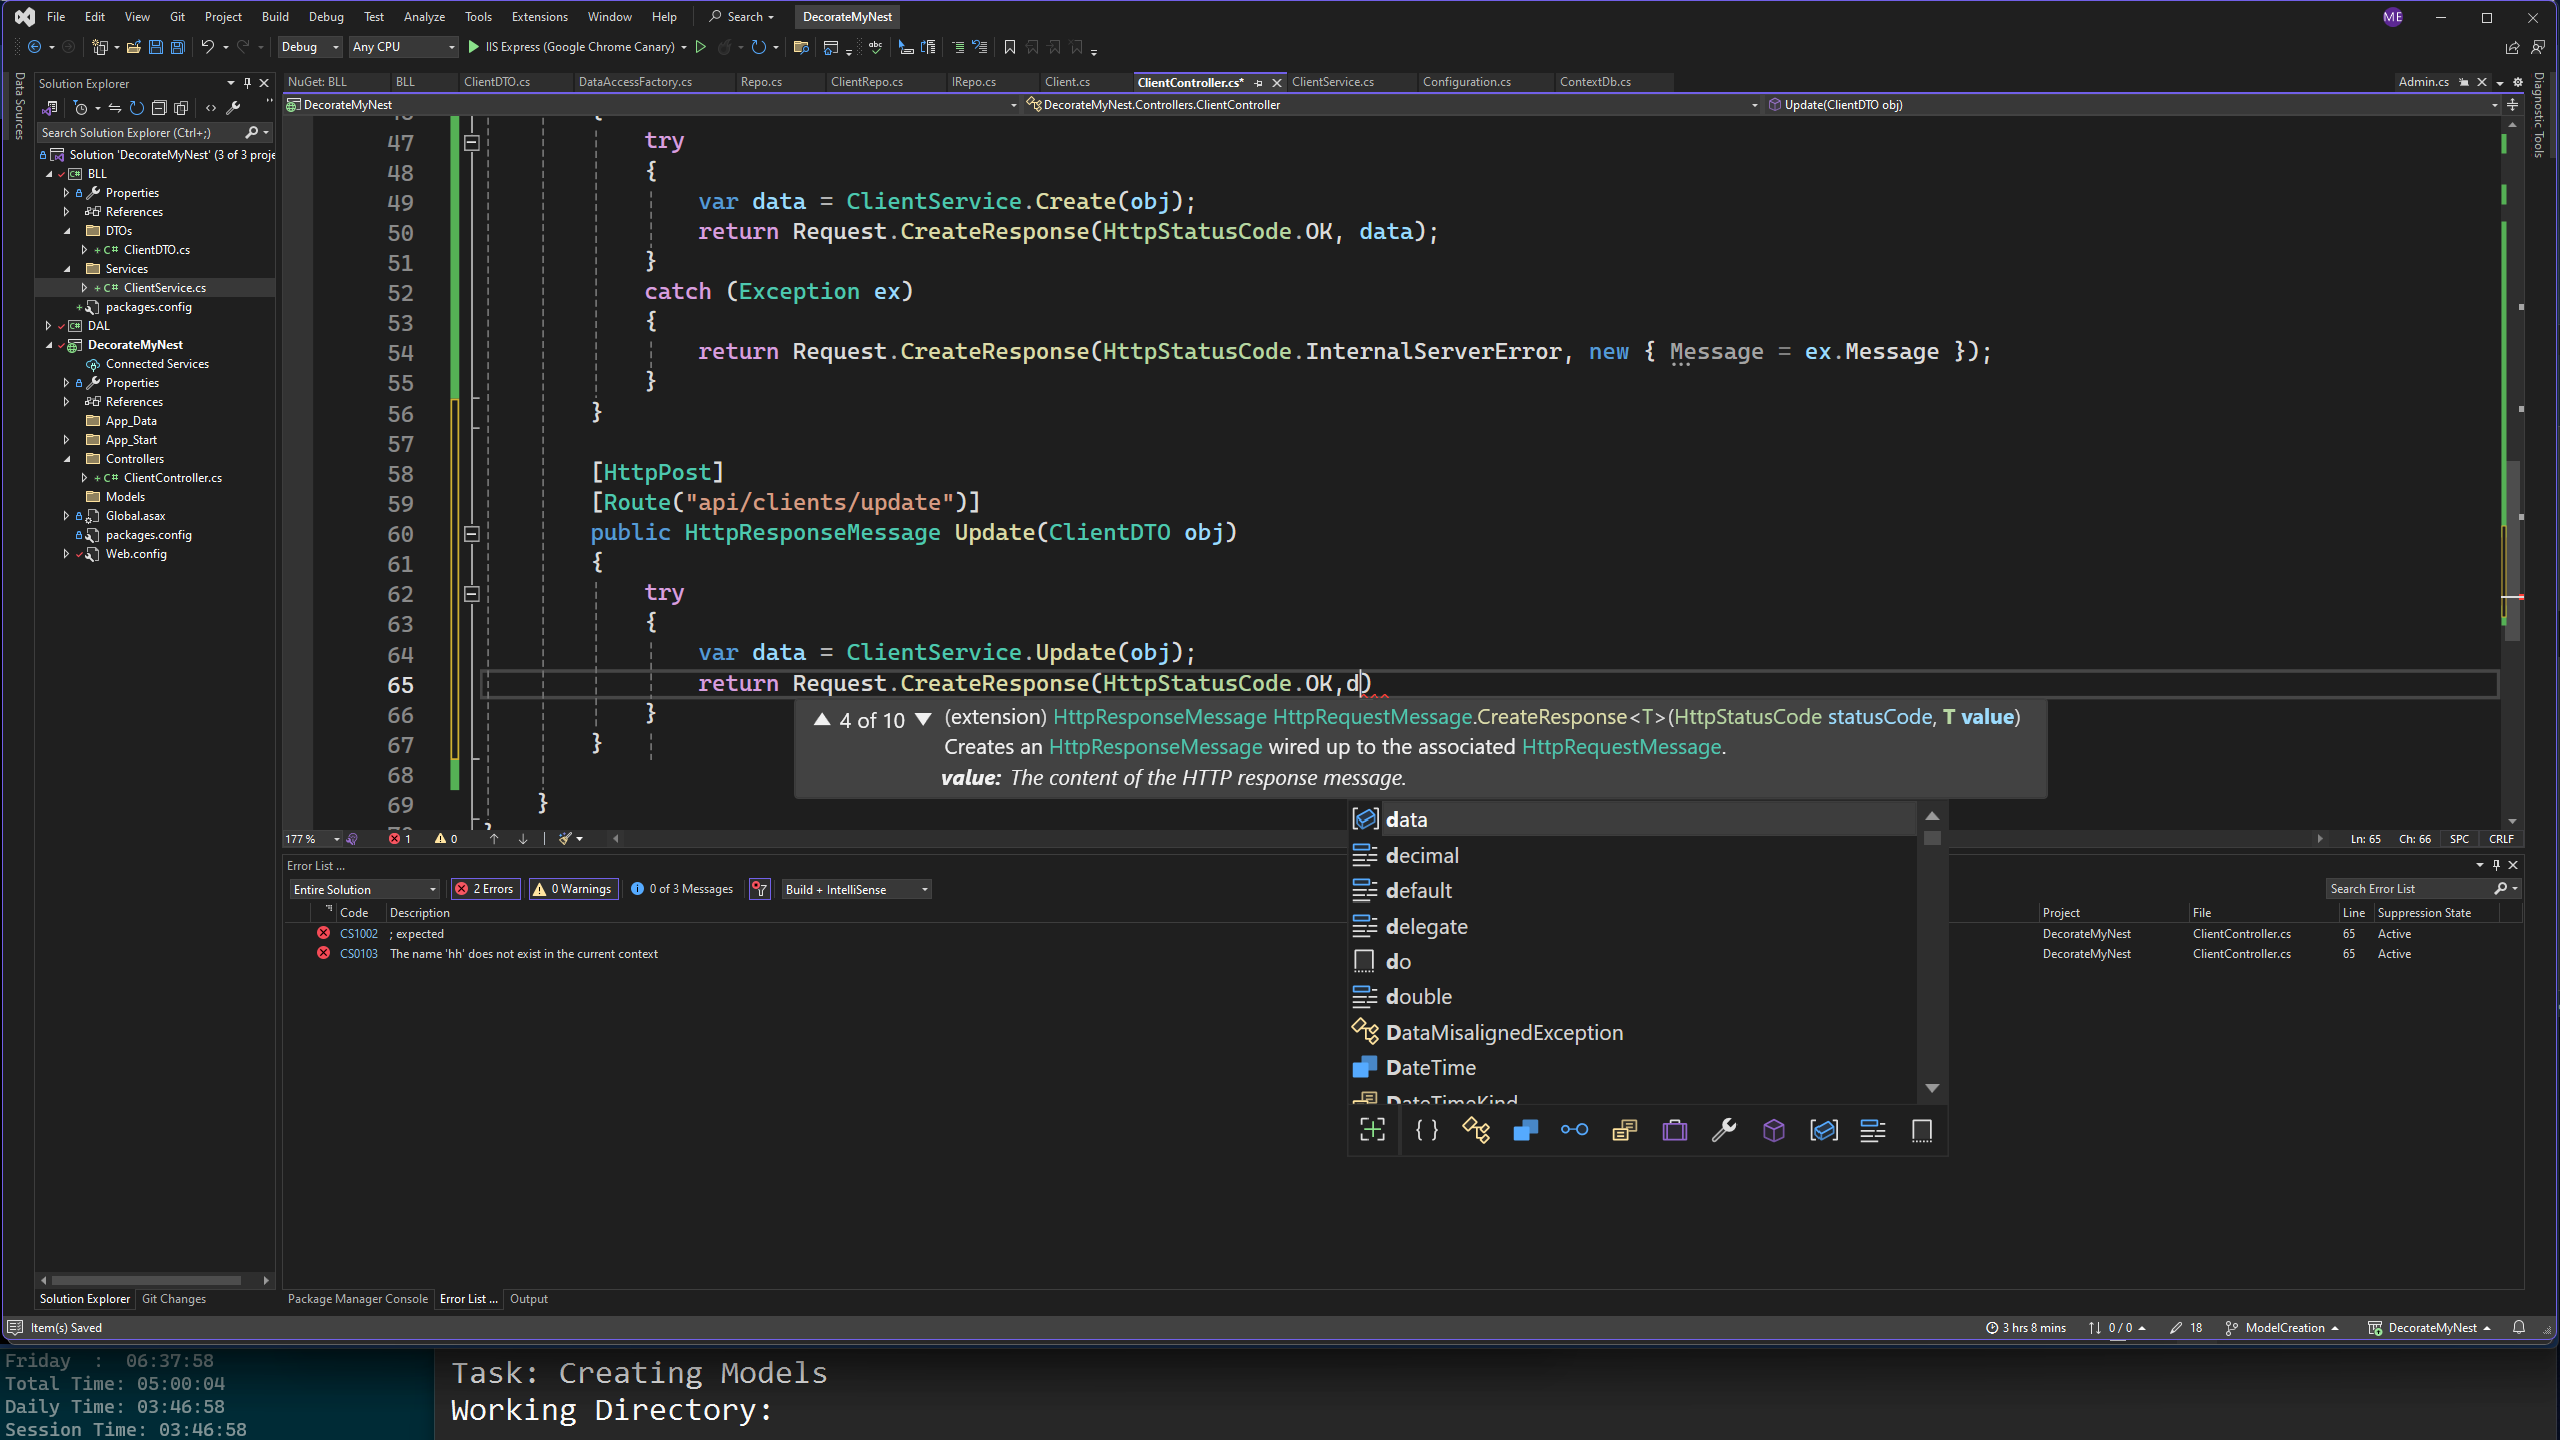 File Edit View Git Project Build Debug Test Analyze Tools Extensions Window Help Search DecorateMyNest ME
Debug Any CPU IIS Express (Google Chrome Canary)
Data Sources
Solution Explorer
Search Solution Explorer (Ctrl+;)
Solution 'DecorateMyNest' (3 of 3 proje
BLL
Properties
References
DTOs
C# ClientDTO.cs
Services
C# ClientService.cs
packages.config
DAL
DecorateMyNest
Connected Services
Properties
References
App_Data
App_Start
Controllers
C# ClientController.cs
Models
Global.asax
packages.config
Web.config
Solution Explorer Git Changes
NuGet: BLL BLL ClientDTO.cs DataAccessFactory.cs Repo.cs ClientRepo.cs IRepo.cs Client.cs ClientController.cs* ClientService.cs Configuration.cs ContextDb.cs Admin.cs
DecorateMyNest DecorateMyNest.Controllers.ClientController Update(ClientDTO obj)
Diagnostic Tools
47 try
48 {
49 var data = ClientService.Create(obj);
50 return Request.CreateResponse(HttpStatusCode.OK, data);
51 }
52 catch (Exception ex)
53 {
54 return Request.CreateResponse(HttpStatusCode.InternalServerError, new { Message = ex.Message });
55 }
56 }
57
58 [HttpPost]
59 [Route("api/clients/update")]
60 public HttpResponseMessage Update(ClientDTO obj)
61 {
62 try
63 {
64 var data = ClientService.Update(obj);
65 return Request.CreateResponse(HttpStatusCode.OK,d)
66 }
67 }
68
69 }
4 of 10 (extension) HttpResponseMessage HttpRequestMessage.CreateResponse<T>(HttpStatusCode statusCode, T value)
Creates an HttpResponseMessage wired up to the associated HttpRequestMessage.
value: The content of the HTTP response message.
data
decimal
default
delegate
do
double
DataMisalignedException
DateTime
DateTimeKind
177 % 1 0 Ln: 65 Ch: 66 SPC CRLF
Error List ...
Entire Solution 2 Errors 0 Warnings 0 of 3 Messages Build + IntelliSense Search Error List
Code Description Project File Line Suppression State
CS1002 ; expected DecorateMyNest ClientController.cs 65 Active
CS0103 The name 'hh' does not exist in the current context DecorateMyNest ClientController.cs 65 Active
Package Manager Console Error List ... Output
Item(s) Saved 3 hrs 8 mins 0 / 0 18 ModelCreation DecorateMyNest
Friday : 06:37:58
Total Time: 05:00:04
Daily Time: 03:46:58
Session Time: 03:46:58
Task: Creating Models
Working Directory: